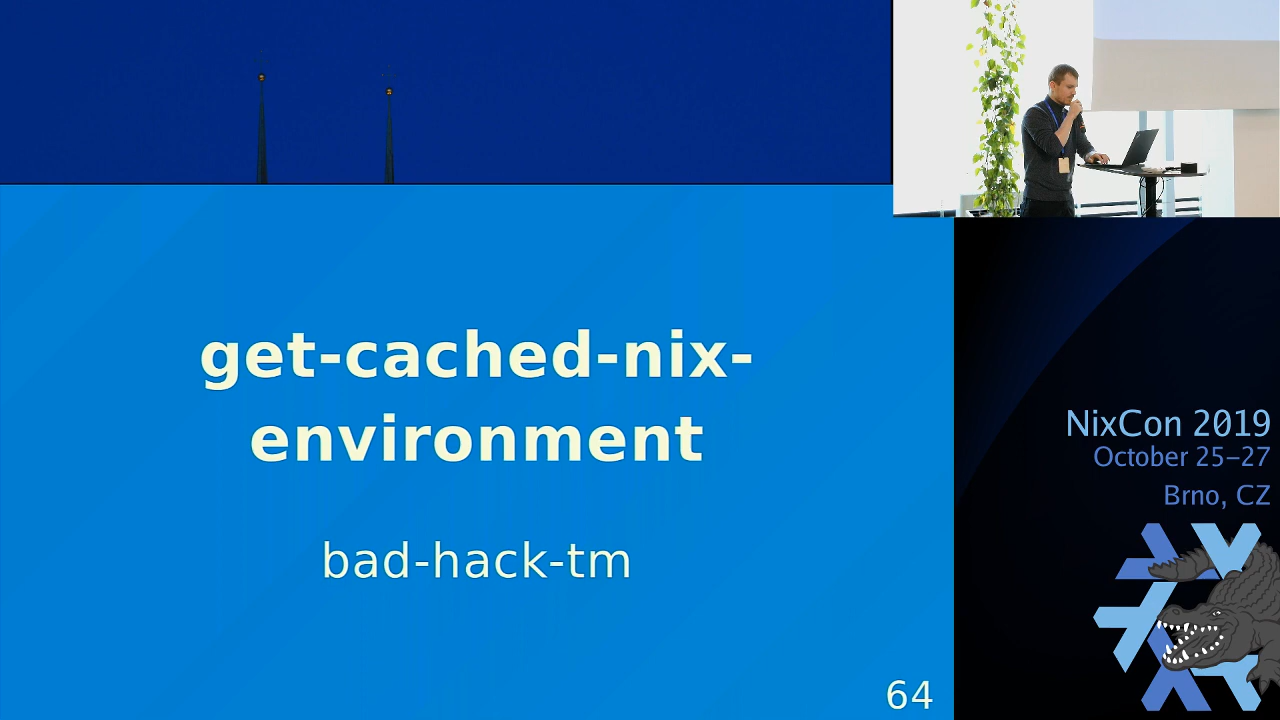 get-cached-nix-
environment
bad-hack-tm
64
NixCon 2019
October 25–27
Brno, CZ